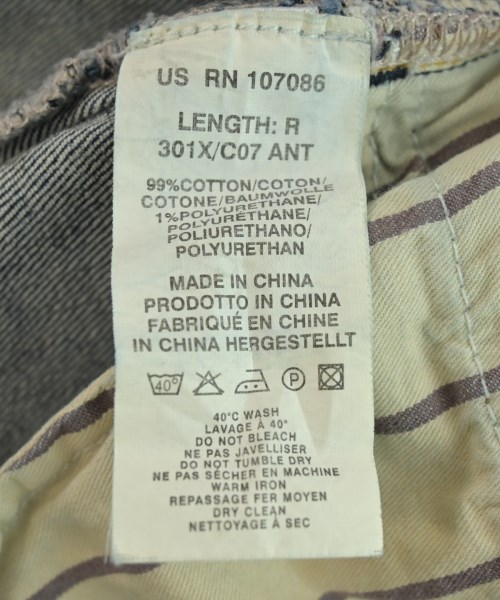 US RN 107086
LENGTH: R
301X/C07 ANT
99%COTTON/COTON/
COTONE/BAUMWOLLE
1%POLYURETHANE/
POLYURETHANE/
POLIURETHANO/
POLYURETHAN
MADE IN CHINA
PRODOTTO IN CHINA
FABRIQUÉ EN CHINE
IN CHINA HERGESTELLT
40° P
40°C WASH
LAVAGE À 40°
DO NOT BLEACH
NE PAS JAVELLISER
DO NOT TUMBLE DRY
NE PAS SÉCHER EN MACHINE
WARM IRON
REPASSAGE FER MOYEN
DRY CLEAN
NETTOYAGE À SEC